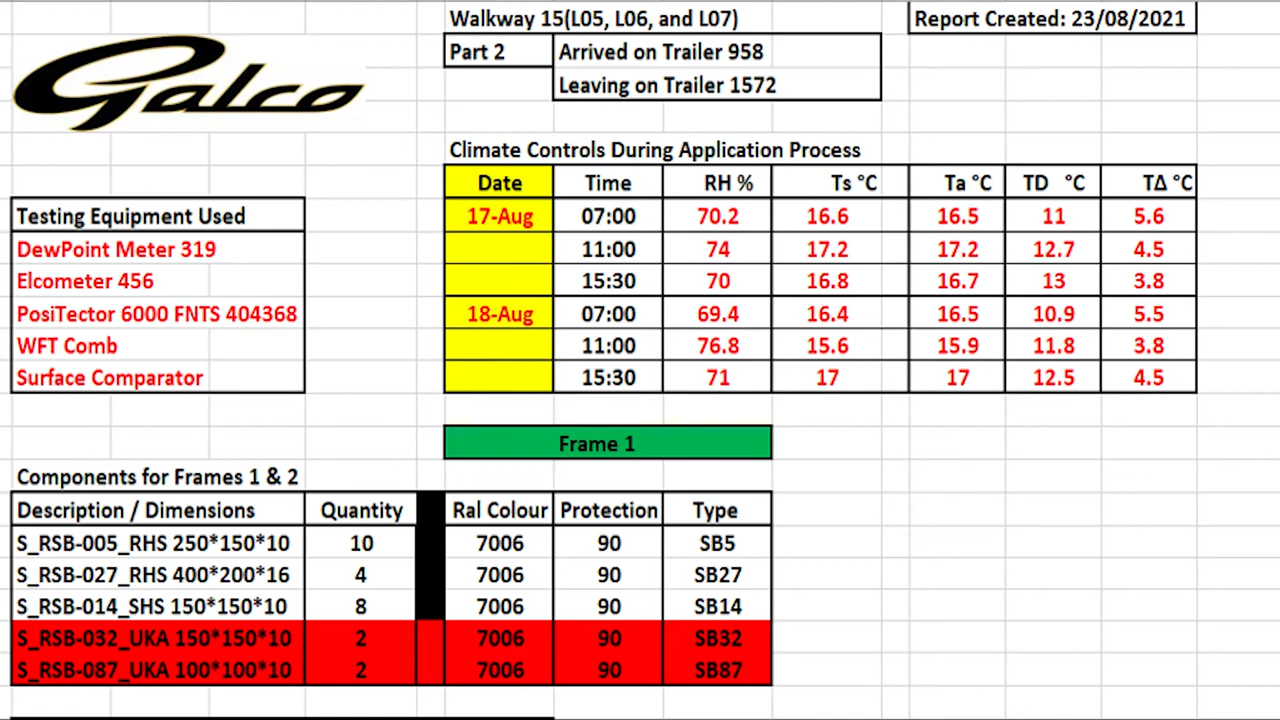 Walkway 15(L05, L06, and L07)
Report Created: 23/08/2021
Part 2
Arrived on Trailer 958
Leaving on Trailer 1572
Galco
Climate Controls During Application Process
Date Time RH % Ts °C Ta °C TD °C TΔ °C
Testing Equipment Used
17-Aug 07:00 70.2 16.6 16.5 11 5.6
DewPoint Meter 319
11:00 74 17.2 17.2 12.7 4.5
Elcometer 456
15:30 70 16.8 16.7 13 3.8
PosiTector 6000 FNTS 404368
18-Aug 07:00 69.4 16.4 16.5 10.9 5.5
WFT Comb
11:00 76.8 15.6 15.9 11.8 3.8
Surface Comparator
15:30 71 17 17 12.5 4.5
Frame 1
Components for Frames 1 & 2
Description / Dimensions Quantity Ral Colour Protection Type
S_RSB-005_RHS 250*150*10 10 7006 90 SB5
S_RSB-027_RHS 400*200*16 4 7006 90 SB27
S_RSB-014_SHS 150*150*10 8 7006 90 SB14
S_RSB-032_UKA 150*150*10 2 7006 90 SB32
S_RSB-087_UKA 100*100*10 2 7006 90 SB87